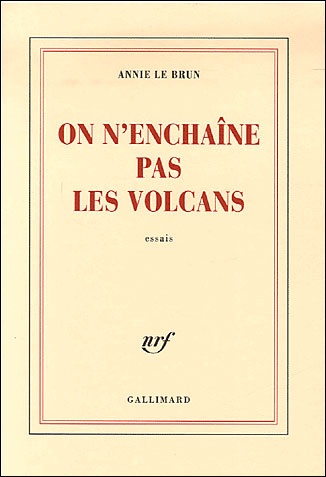 ANNIE LE BRUN
ON N'ENCHAÎNE
PAS
LES VOLCANS
essais
nrf
GALLIMARD